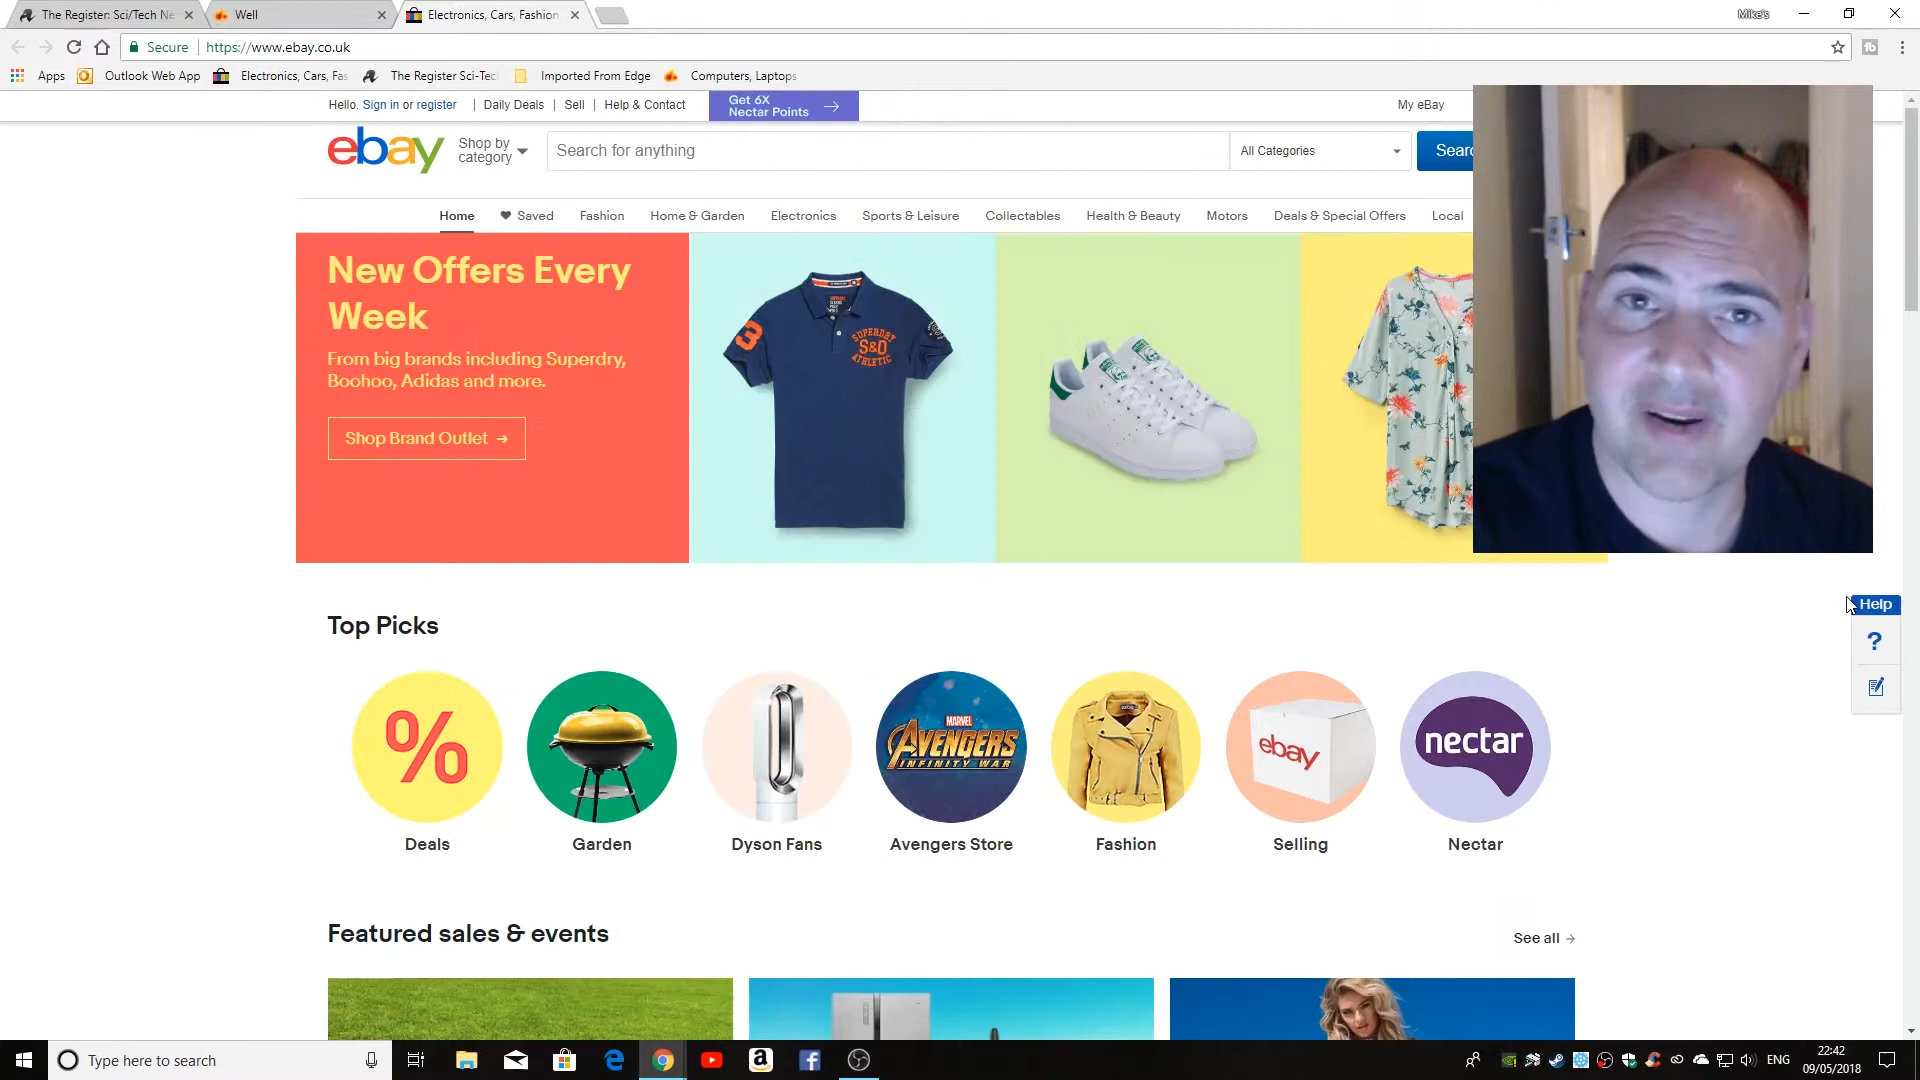 The Register: Sci/Tech Ne
Well
Electronics, Cars, Fashion
Mike's
Secure
https://www.ebay.co.uk
Apps
Outlook Web App
Electronics, Cars, Fas
The Register Sci-Tec
Imported From Edge
Computers, Laptops
Hello. Sign in or register
Daily Deals
Sell
Help & Contact
Get 6X
Nectar Points
My eBay
ebay
Shop by
category
Search for anything
All Categories
Searc
Home
Saved
Fashion
Home & Garden
Electronics
Sports & Leisure
Collectables
Health & Beauty
Motors
Deals & Special Offers
Local
New Offers Every
Week
From big brands including Superdry,
Boohoo, Adidas and more.
Shop Brand Outlet
3
SUPERDRY
S&D
ATHLETIC
Help
?
Top Picks
%
MARVEL
AVENGERS
INFINITY WAR
ebay
nectar
Deals
Garden
Dyson Fans
Avengers Store
Fashion
Selling
Nectar
Featured sales & events
See all
Type here to search
ENG
22:42
09/05/2018